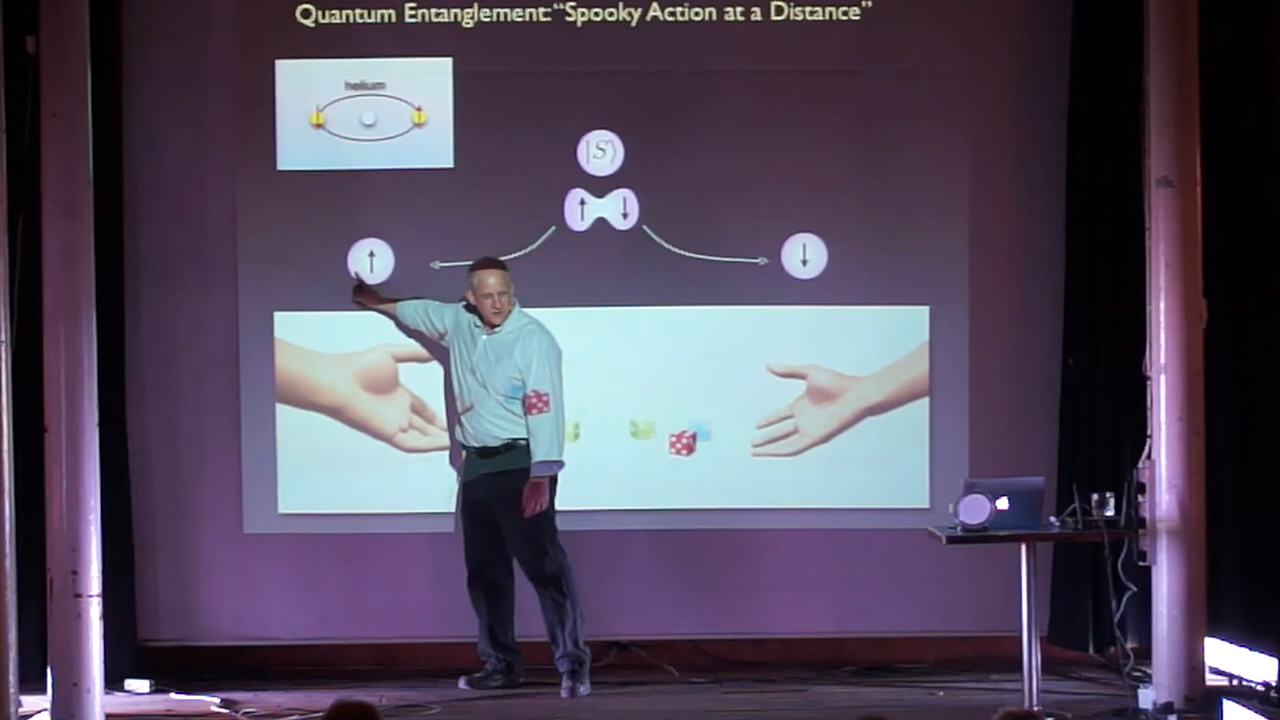 Quantum Entanglement: “Spooky Action at a Distance”
helium
|S⟩
↑ ↓
↑ ↓